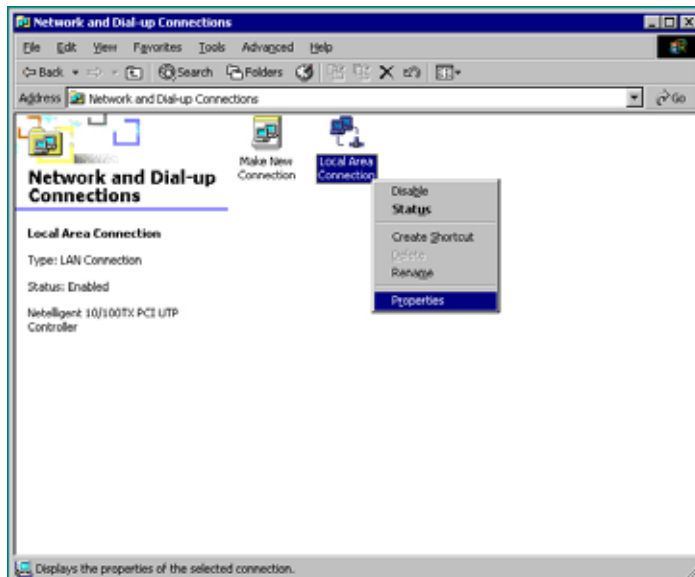 Network and Dial-up Connections
File Edit View Favorites Tools Advanced Help
Back Search Folders
Address Network and Dial-up Connections Go
Make New
Connection
Local Area
Connection
Network and Dial-up
Connections
Local Area Connection
Type: LAN Connection
Status: Enabled
Netelligent 10/100TX PCI UTP
Controller
Disable
Status
Create Shortcut
Delete
Rename
Properties
Displays the properties of the selected connection.